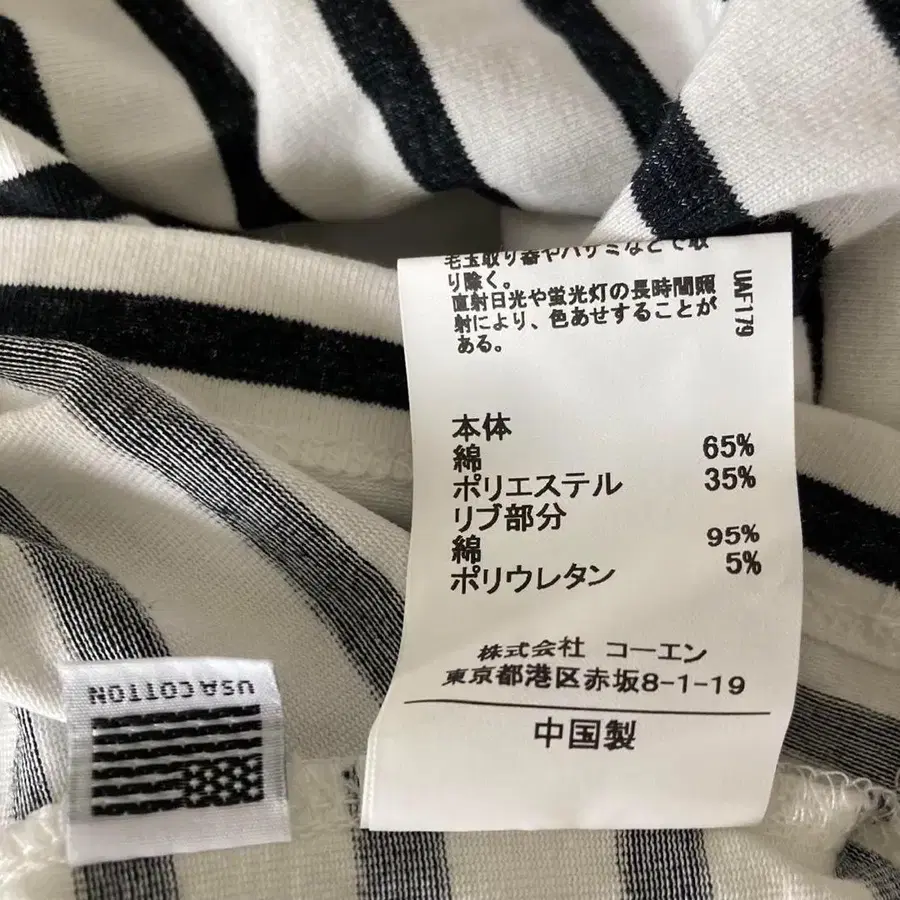 毛玉取り器やハサミなどで取
り除く。
直射日光や蛍光灯の長時間照
射により、色あせすることが
ある。
UAF179
本体
綿 65%
ポリエステル 35%
リブ部分
綿 95%
ポリウレタン 5%
株式会社 コーエン
東京都港区赤坂8-1-19
中国製
USA COTTON